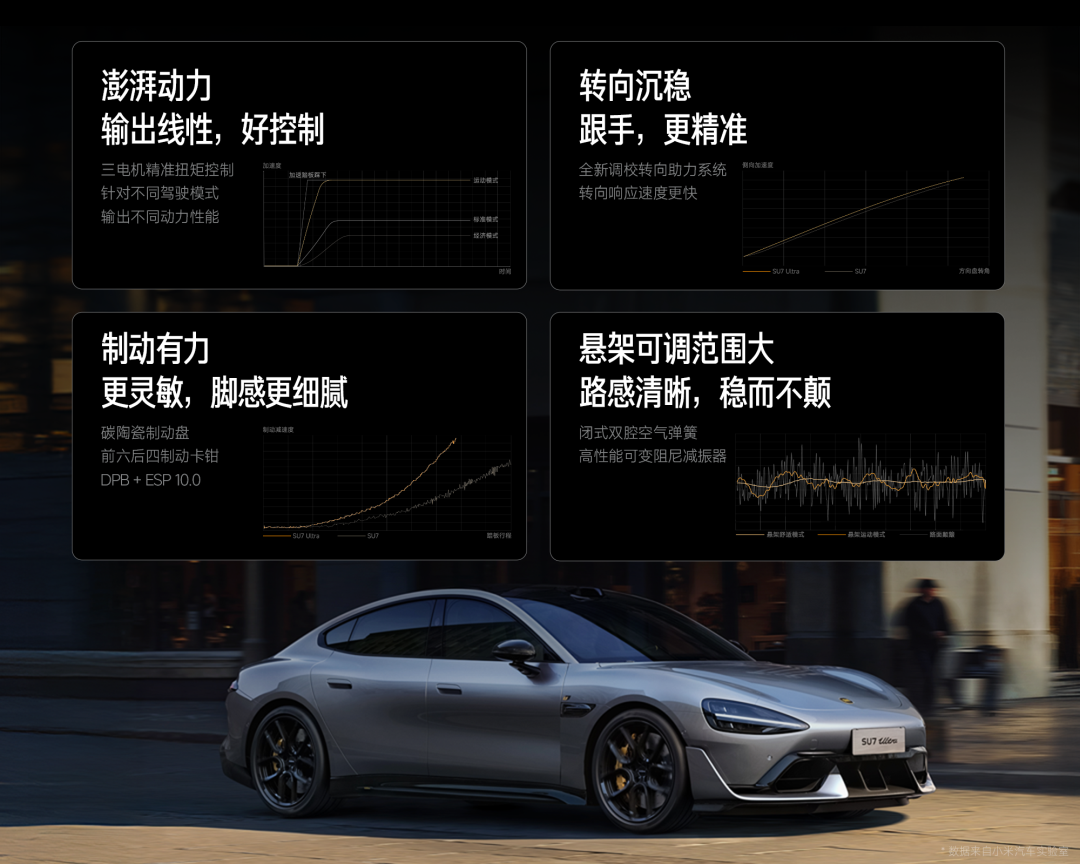 澎湃动力
输出线性，好控制
三电机精准扭矩控制
针对不同驾驶模式
输出不同动力性能
加速度
加速踏板踩下
运动模式
标准模式
经济模式
时间
转向沉稳
跟手，更精准
全新调校转向助力系统
转向响应速度更快
侧向加速度
SU7 Ultra
SU7
方向盘转角
制动有力
更灵敏，脚感更细腻
碳陶瓷制动盘
前六后四制动卡钳
DPB + ESP 10.0
制动减速度
SU7 Ultra
SU7
踏板行程
悬架可调范围大
路感清晰，稳而不颠
闭式双腔空气弹簧
高性能可变阻尼减振器
悬架舒适模式
悬架运动模式
路面颠簸
SU7 Ultra
* 数据来自小米汽车实验室